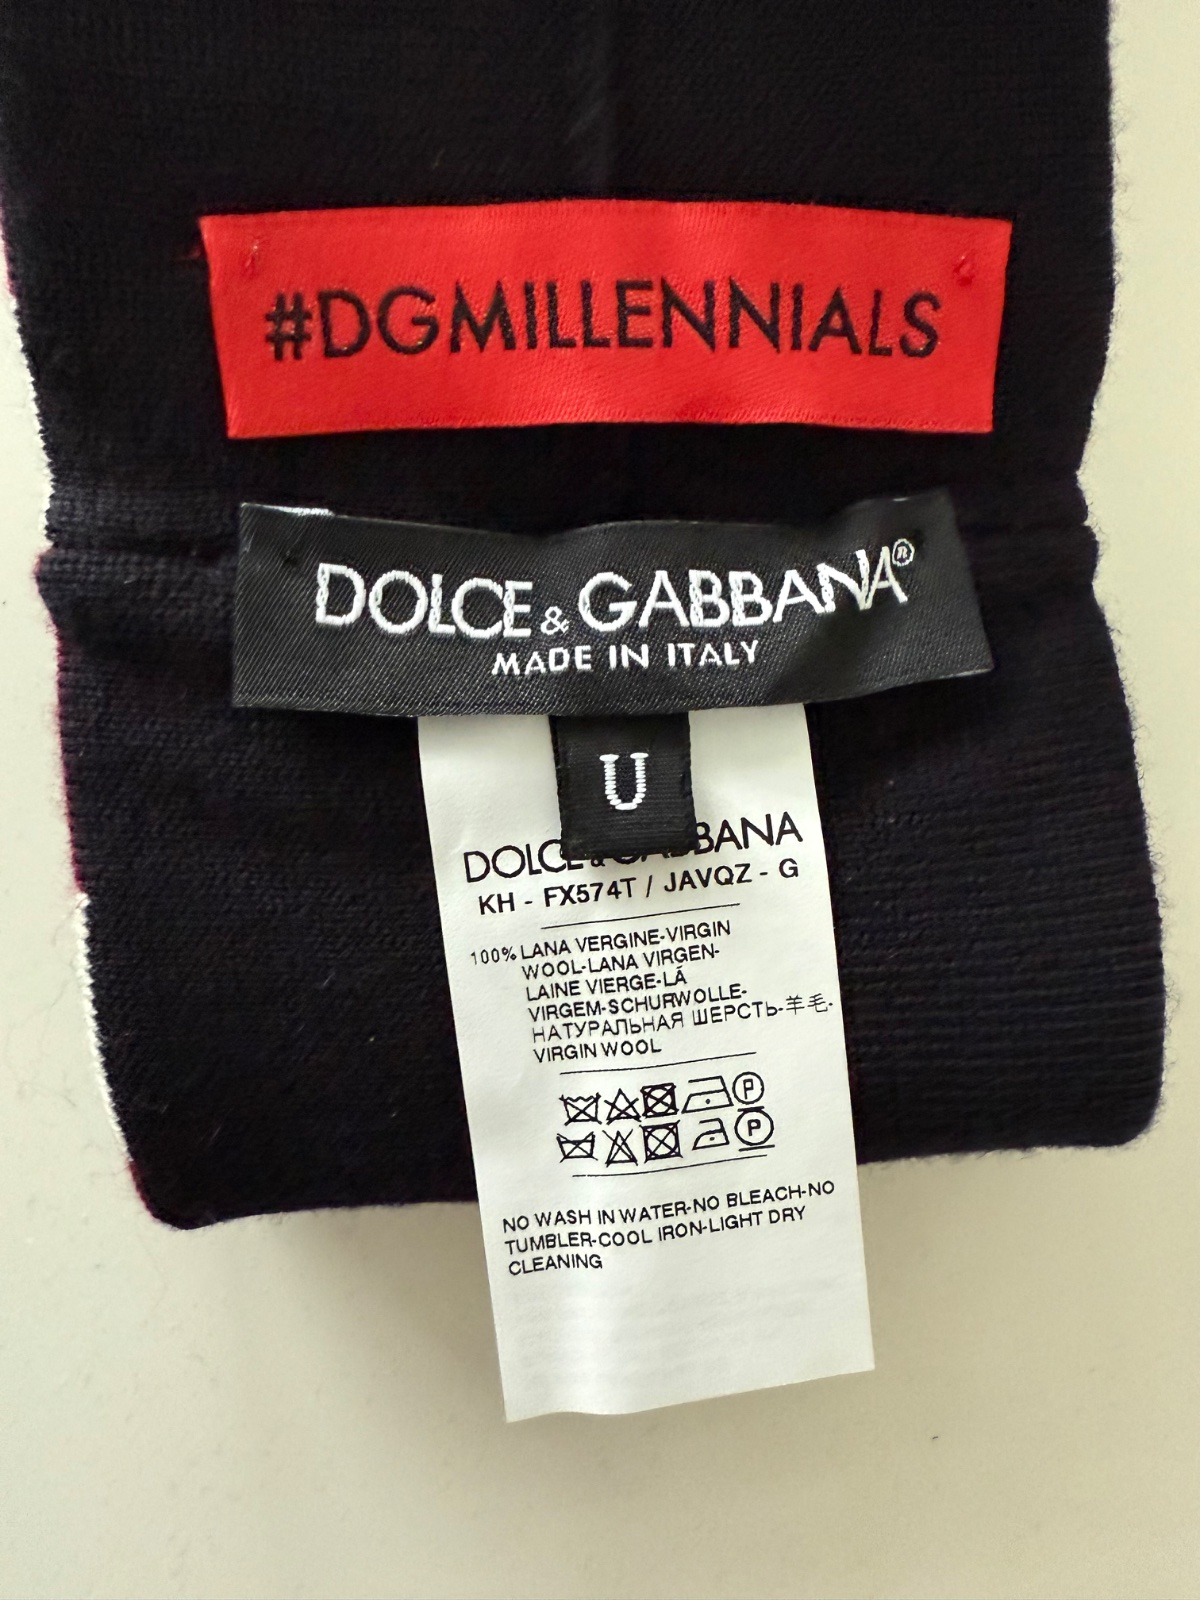 #DGMILLENNIALS
DOLCE & GABBANA®
MADE IN ITALY
U
DOLCE & GABBANA
KH - FX574T / JAVQZ - G
100% LANA VERGINE-VIRGIN
WOOL-LANA VIRGEN-
LAINE VIERGE-LÃ
VIRGEM-SCHURWOLLE-
НАТУРАЛЬНАЯ ШЕРСТЬ-羊毛-
VIRGIN WOOL
P
P
NO WASH IN WATER-NO BLEACH-NO
TUMBLER-COOL IRON-LIGHT DRY
CLEANING